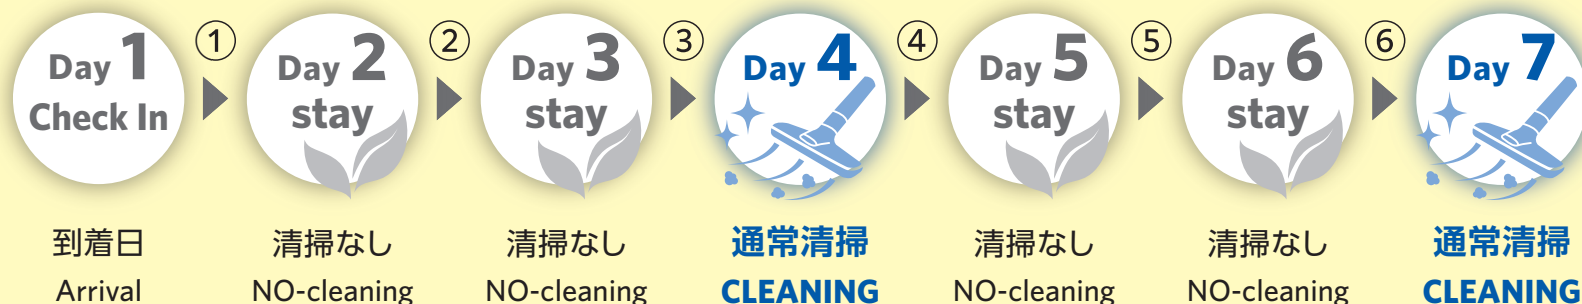 Day 1
Check In
①
Day 2
stay
②
Day 3
stay
③
Day 4
④
Day 5
stay
⑤
Day 6
stay
⑥
Day 7
到着日
Arrival
清掃なし
NO-cleaning
清掃なし
NO-cleaning
通常清掃
CLEANING
清掃なし
NO-cleaning
清掃なし
NO-cleaning
通常清掃
CLEANING